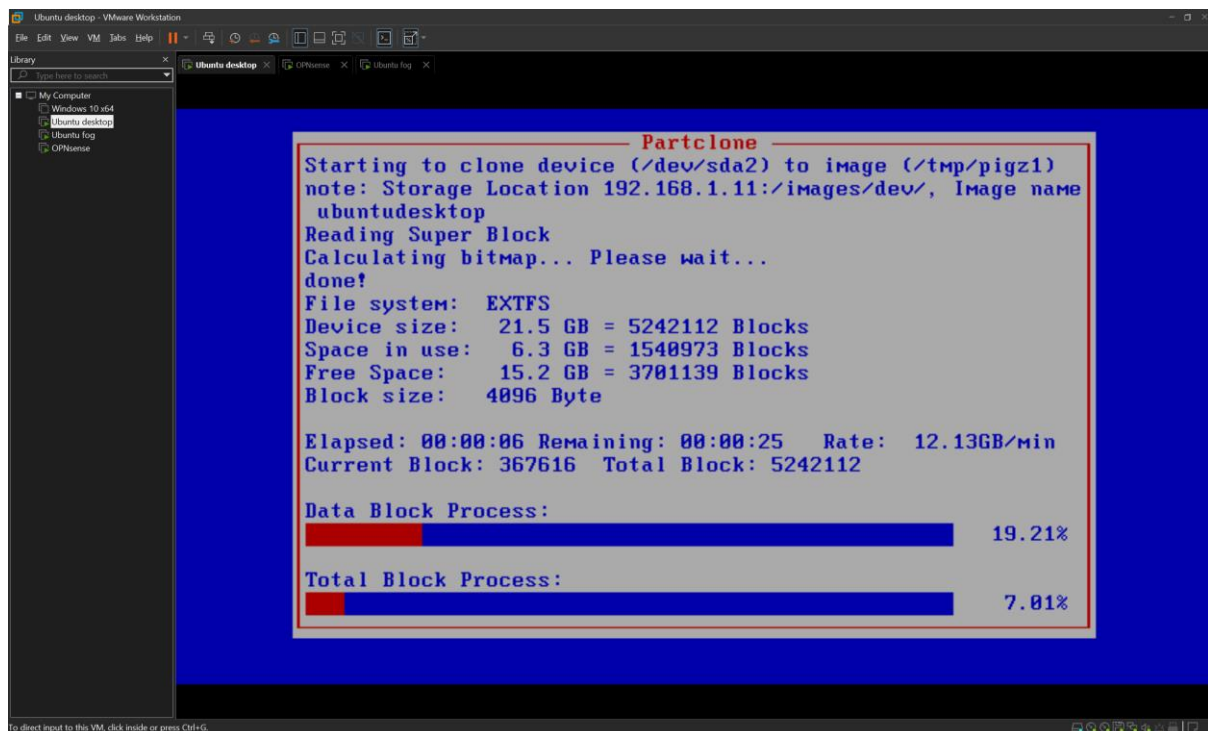 Ubuntu desktop - VMware Workstation
File Edit View VM Tabs Help
Library
Type here to search
My Computer
Windows 10 x64
Ubuntu desktop
Ubuntu fog
OPNsense
Ubuntu desktop OPNsense Ubuntu fog
Partclone
Starting to clone device (/dev/sda2) to image (/tmp/pigz1)
note: Storage Location 192.168.1.11:/images/dev/, Image name
ubuntudesktop
Reading Super Block
Calculating bitmap... Please wait...
done!
File system: EXTFS
Device size: 21.5 GB = 5242112 Blocks
Space in use: 6.3 GB = 1540973 Blocks
Free Space: 15.2 GB = 3701139 Blocks
Block size: 4096 Byte
Elapsed: 00:00:06 Remaining: 00:00:25 Rate: 12.13GB/min
Current Block: 367616 Total Block: 5242112
Data Block Process:
19.21%
Total Block Process:
7.01%
To direct input to this VM, click inside or press Ctrl+G.